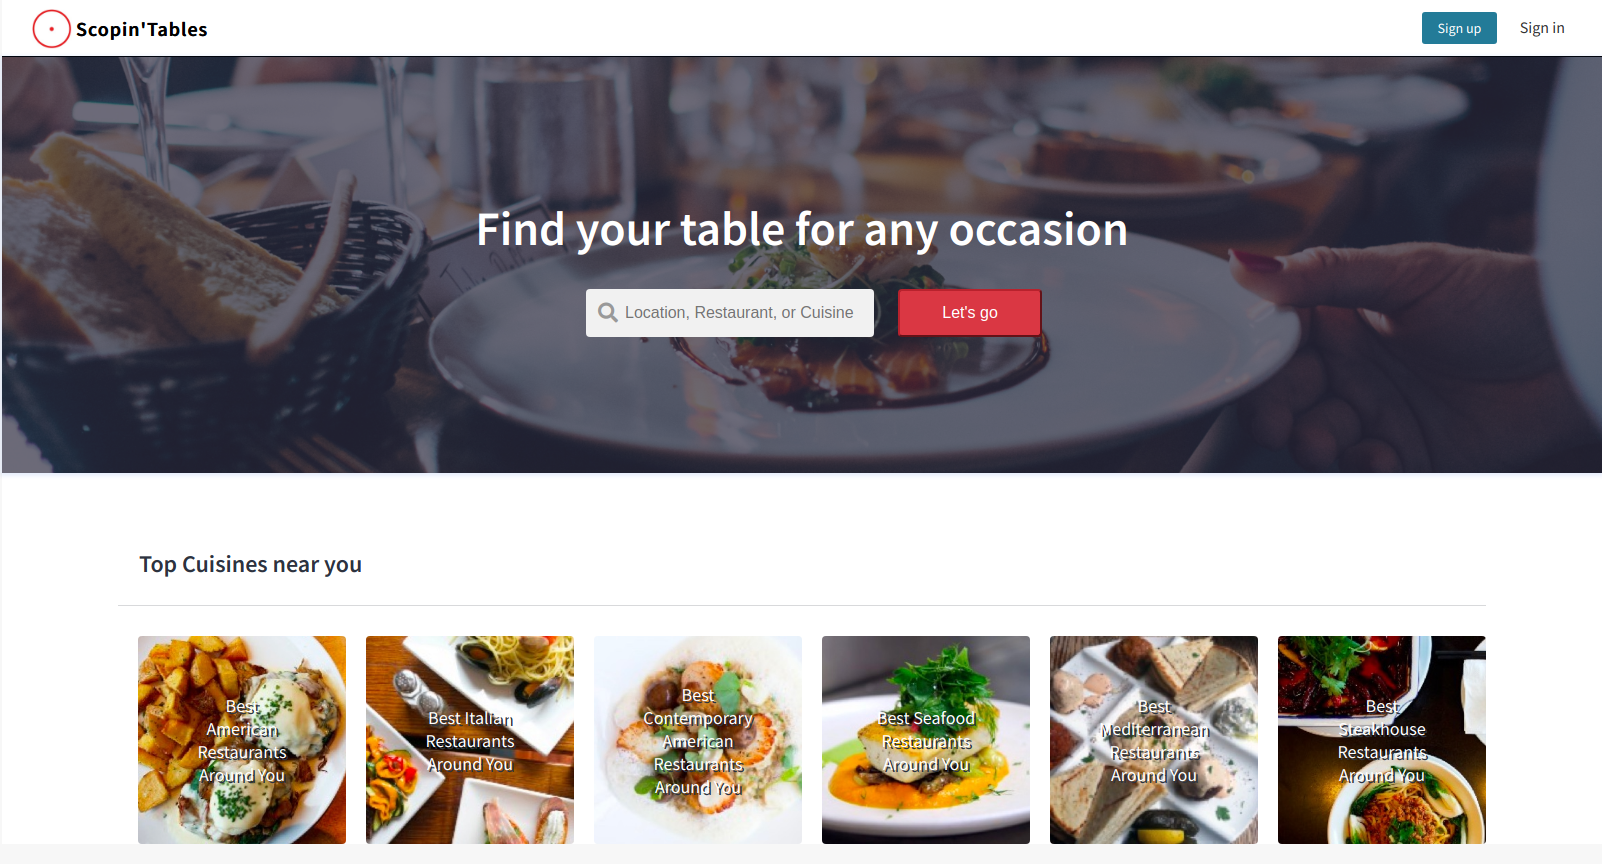 Scopin'Tables
Sign up
Sign in
Find your table for any occasion
Location, Restaurant, or Cuisine
Let's go
Top Cuisines near you
Best
American
Restaurants
Around You
Best Italian
Restaurants
Around You
Best
Contemporary
American
Restaurants
Around You
Best Seafood
Restaurants
Around You
Best
Mediterranean
Restaurants
Around You
Best
Steakhouse
Restaurants
Around You